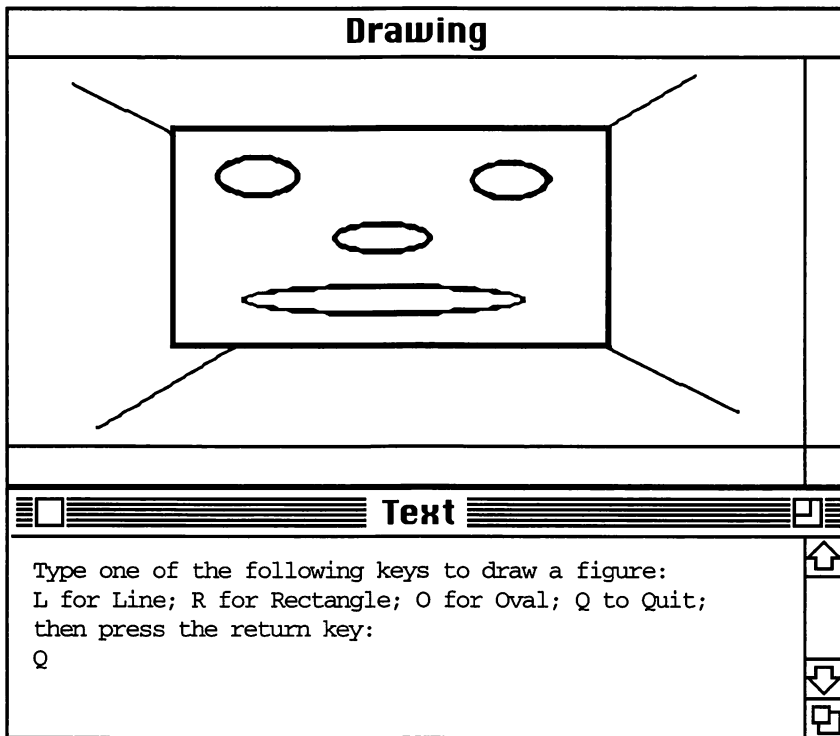 Drawing
Text
Type one of the following keys to draw a figure:
L for Line; R for Rectangle; O for Oval; Q to Quit;
then press the return key:
Q